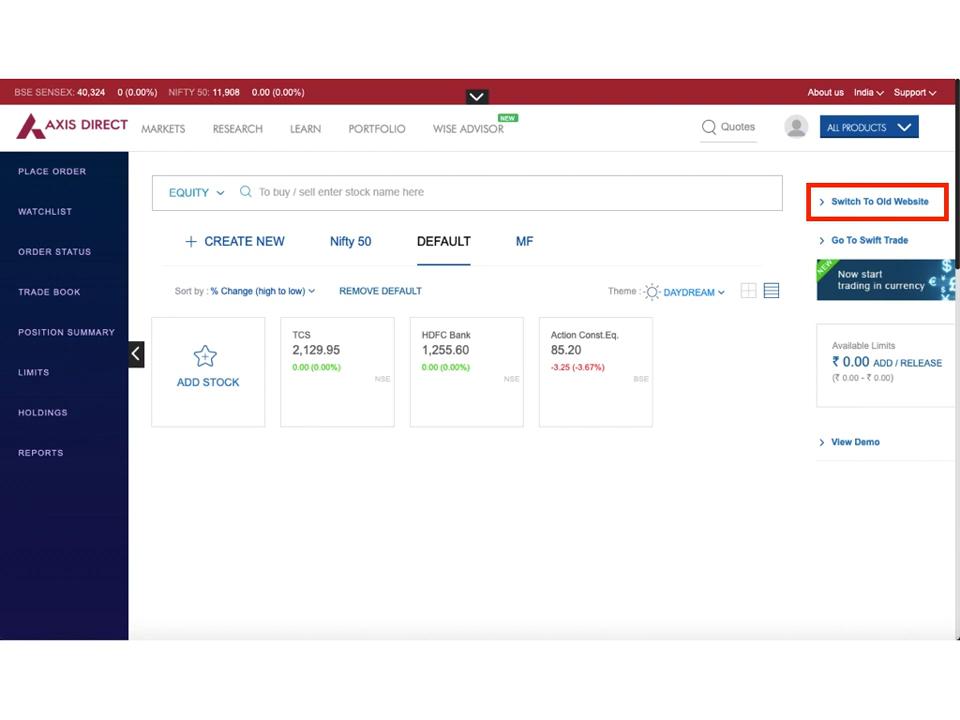 BSE SENSEX: 40,324 0 (0.00%) NIFTY 50: 11,908 0.00 (0.00%) About us India Support
AXIS DIRECT MARKETS RESEARCH LEARN PORTFOLIO WISE ADVISOR NEW Quotes ALL PRODUCTS
PLACE ORDER
WATCHLIST
ORDER STATUS
TRADE BOOK
POSITION SUMMARY
LIMITS
HOLDINGS
REPORTS
EQUITY To buy / sell enter stock name here
CREATE NEW Nifty 50 DEFAULT MF
Sort by : % Change (high to low) REMOVE DEFAULT Theme : DAYDREAM
ADD STOCK
TCS
2,129.95
0.00 (0.00%)
NSE
HDFC Bank
1,255.60
0.00 (0.00%)
NSE
Action Const.Eq.
85.20
-3.25 (-3.67%)
BSE
Switch To Old Website
Go To Swift Trade
NEW
Now start
trading in currency
Available Limits
₹ 0.00 ADD / RELEASE
(₹ 0.00 - ₹ 0.00)
View Demo